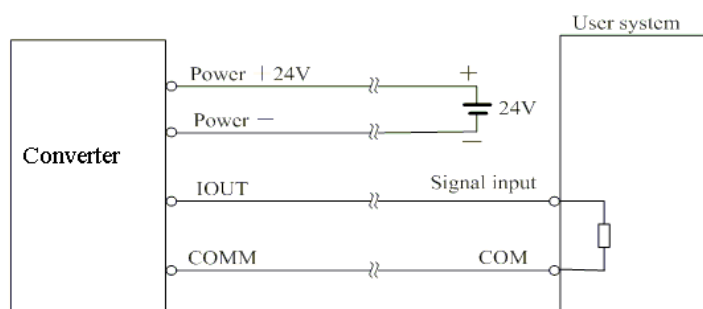 User system
Power + 24V
+
24V
Power —
—
Converter
IOUT
Signal input
COMM
COM